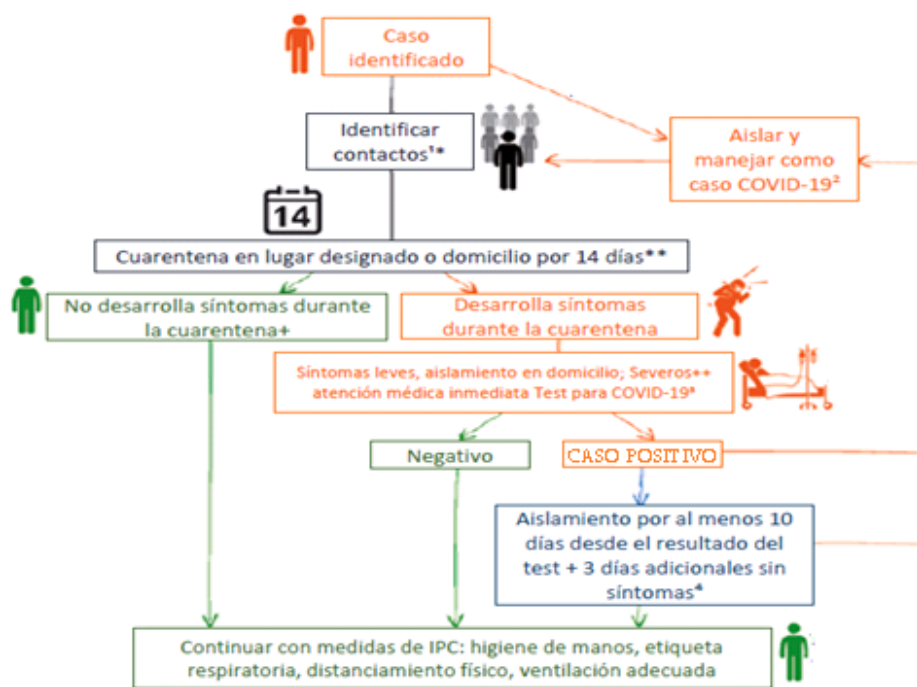 Caso
identificado
Identificar
contactos¹*
Aislar y
manejar como
caso COVID-19²
14
Cuarentena en lugar designado o domicilio por 14 días**
No desarrolla síntomas durante
la cuarentena+
Desarrolla síntomas
durante la cuarentena
Síntomas leves, aislamiento en domicilio; Severos++
atención médica inmediata Test para COVID-19³
Negativo
CASO POSITIVO
Aislamiento por al menos 10
días desde el resultado del
test + 3 días adicionales sin
síntomas⁴
Continuar con medidas de IPC: higiene de manos, etiqueta
respiratoria, distanciamiento físico, ventilación adecuada